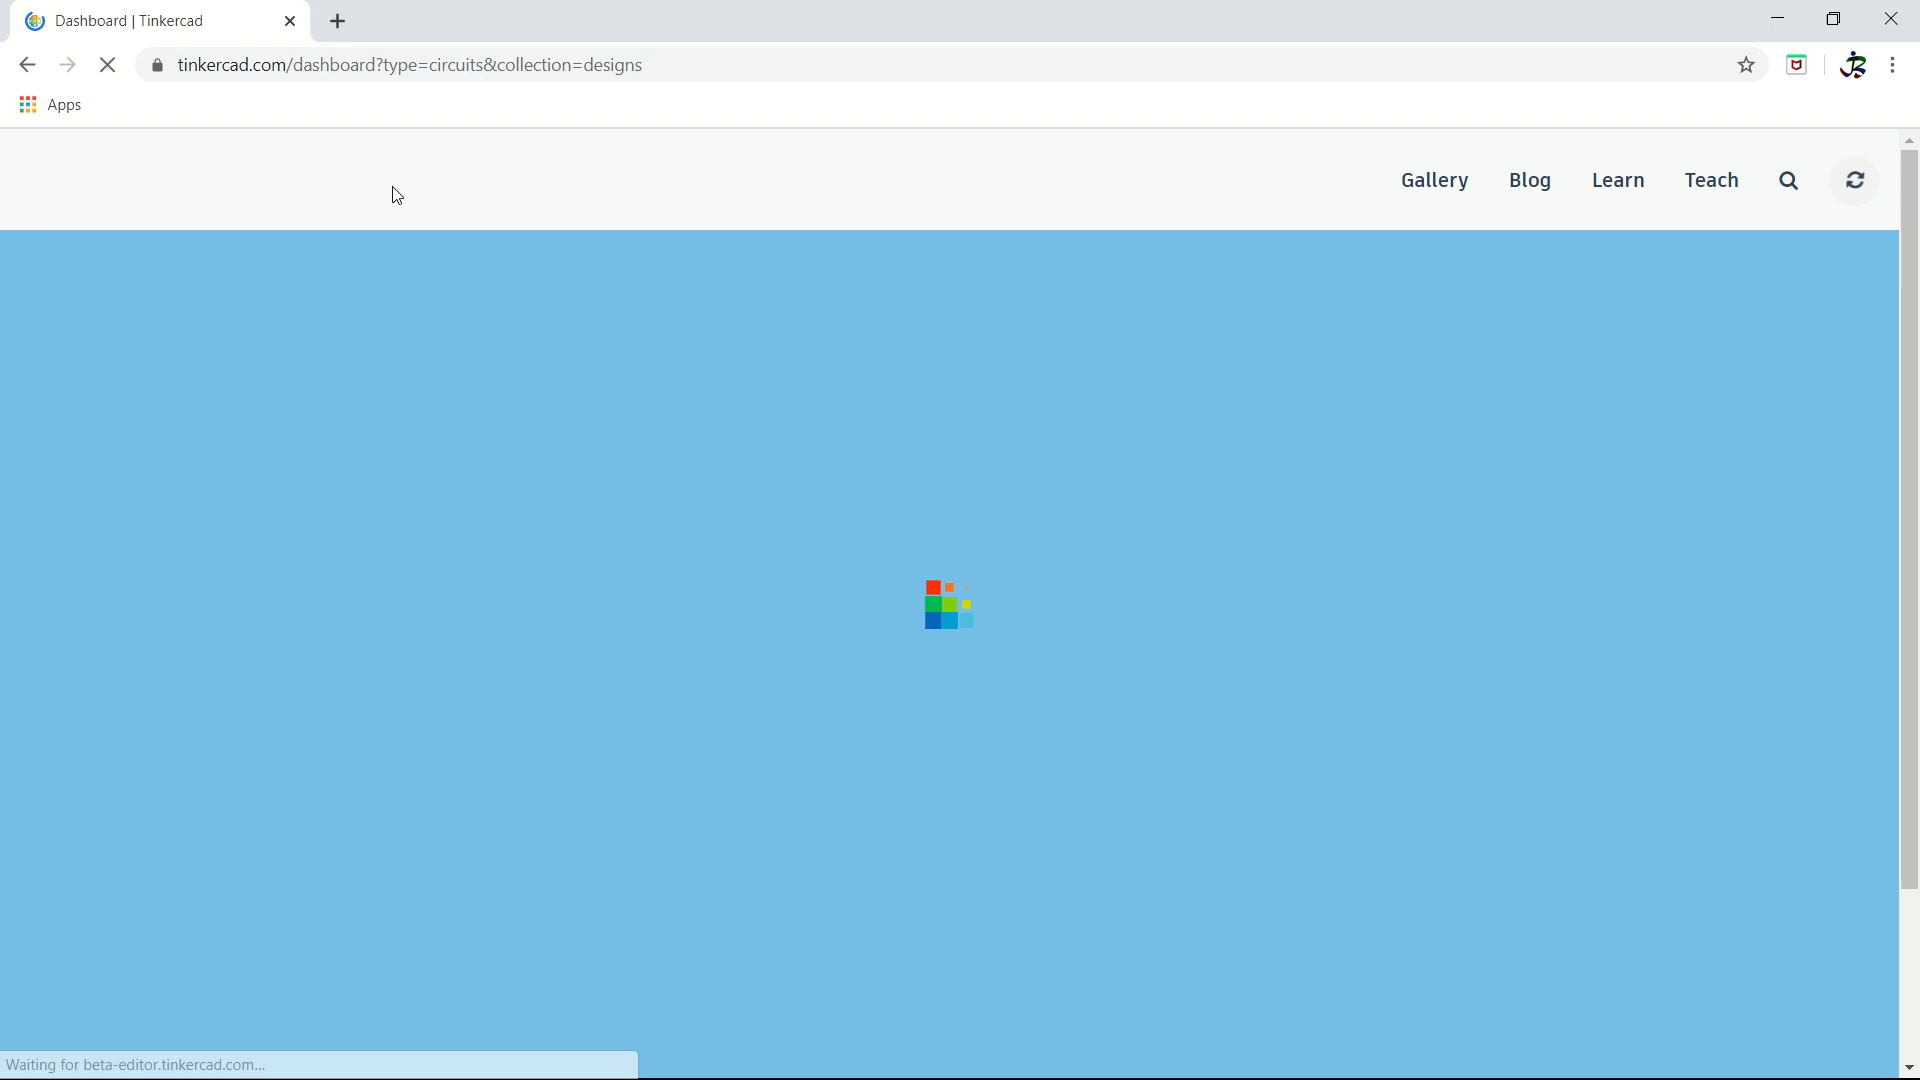 Dashboard | Tinkercad
tinkercad.com/dashboard?type=circuits&collection=designs
Apps
Gallery Blog Learn Teach
Waiting for beta-editor.tinkercad.com...